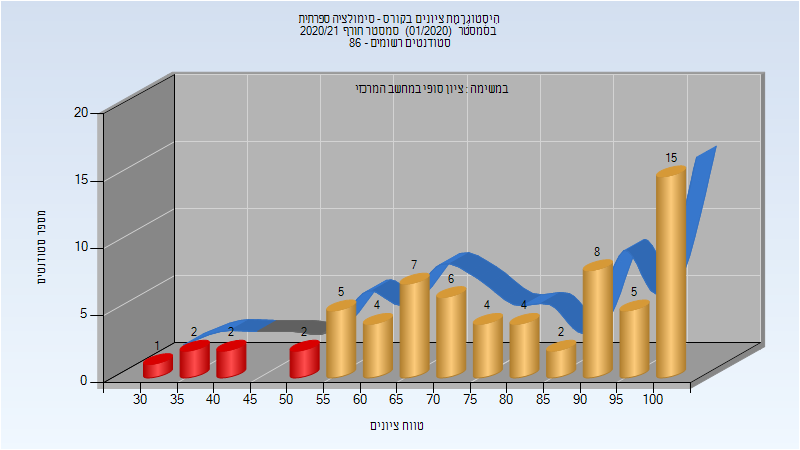 היסטוגרמת ציונים בקורס - סימולציה ספרתית
בסמסטר (01/2020) סמסטר חורף 2020/21
סטודנטים רשומים - 86
במשימה : ציון סופי במחשב המרכזי
מספר סטודנטים
20
15
10
5
0
1
2
2
2
5
4
7
6
4
4
2
8
5
15
30 35 40 45 50 55 60 65 70 75 80 85 90 95 100
טווח ציונים